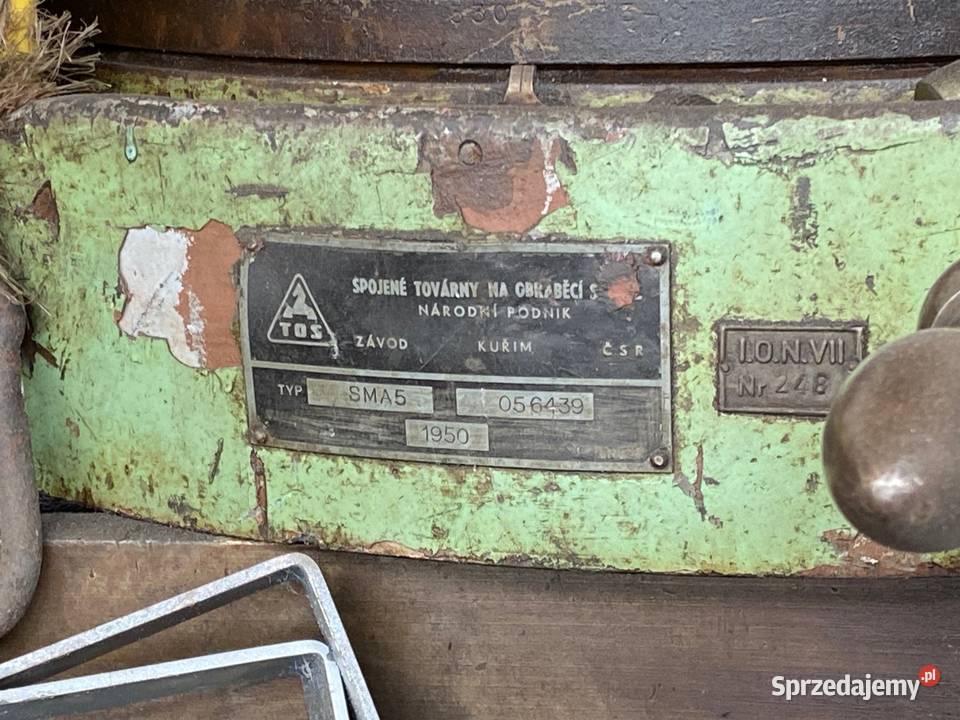 330
SPOJENÉ TOVÁRNY NA OBRÁBĚCÍ S
NÁRODNÍ PODNIK
TOS
ZÁVOD KUŘIM ČSR
TYP SMA5 056439
1950
I.O.N.VII
Nr 248
Sprzedajemy.pl